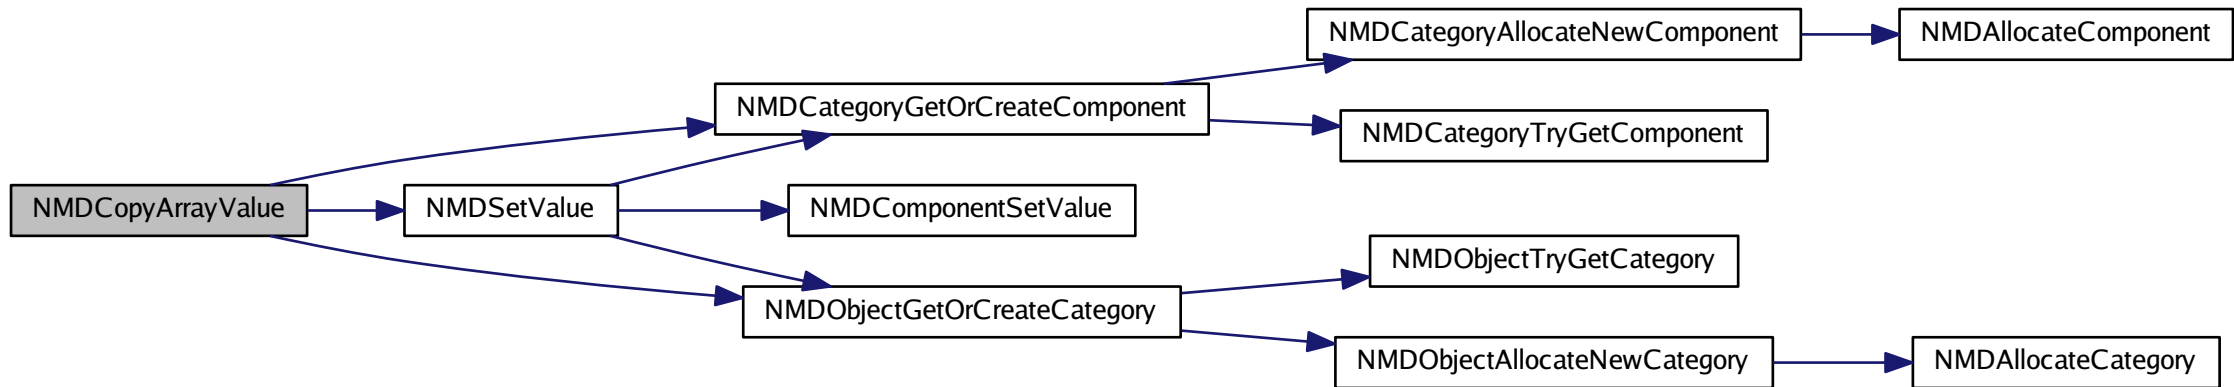 NMDCategoryAllocateNewComponent
NMDAllocateComponent
NMDCategoryGetOrCreateComponent
NMDCategoryTryGetComponent
NMDCopyArrayValue
NMDSetValue
NMDComponentSetValue
NMDObjectTryGetCategory
NMDObjectGetOrCreateCategory
NMDObjectAllocateNewCategory
NMDAllocateCategory